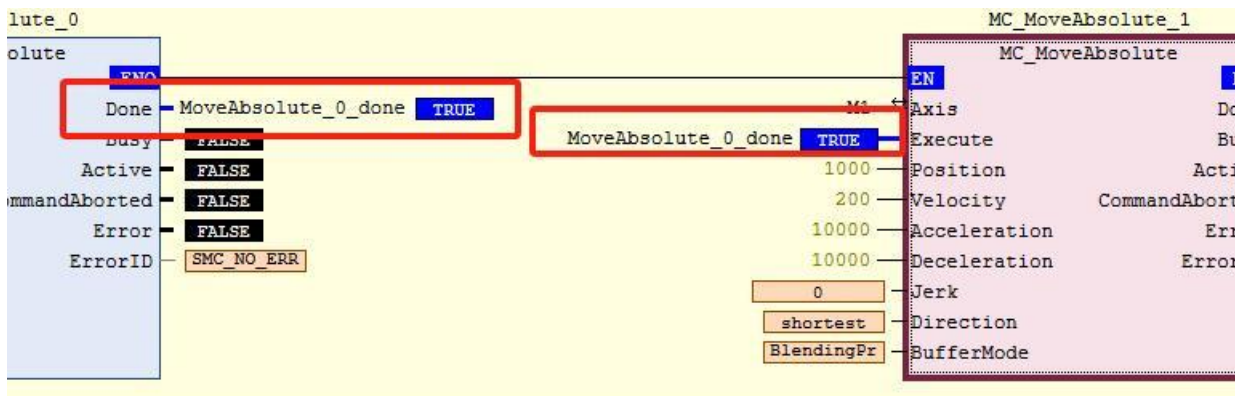 lute_0
MC_MoveAbsolute_1
olute
MC_MoveAbsolute
ENO
EN
Done MoveAbsolute_0_done TRUE
M1 Axis
Do
Busy FALSE
MoveAbsolute_0_done TRUE Execute
Bu
Active FALSE
1000 Position
Acti
ommandAborted FALSE
200 Velocity
CommandAbort
Error FALSE
10000 Acceleration
Err
ErrorID SMC_NO_ERR
10000 Deceleration
Error
0 Jerk
shortest Direction
BlendingPr BufferMode